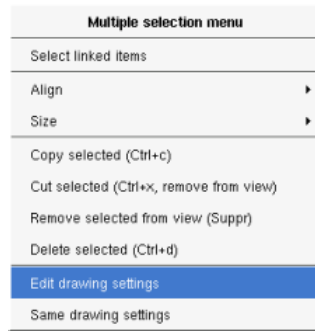 Multiple selection menu
Select linked items
Align
Size
Copy selected (Ctrl+c)
Cut selected (Ctrl+x, remove from view)
Remove selected from view (Suppr)
Delete selected (Ctrl+d)
Edit drawing settings
Same drawing settings